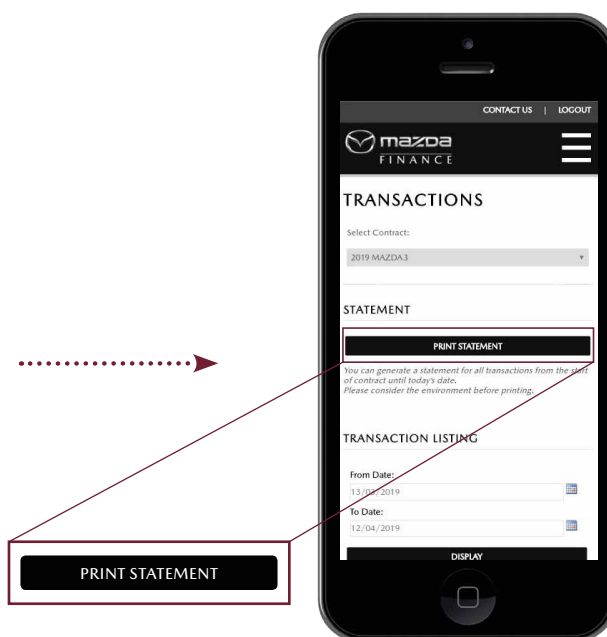 CONTACT US | LOGOUT
mazda
FINANCE
TRANSACTIONS
Select Contract:
2019 MAZDA3
STATEMENT
PRINT STATEMENT
You can generate a statement for all transactions from the start
of contract until today's date.
Please consider the environment before printing.
TRANSACTION LISTING
From Date:
13/03/2019
To Date:
12/04/2019
DISPLAY
PRINT STATEMENT